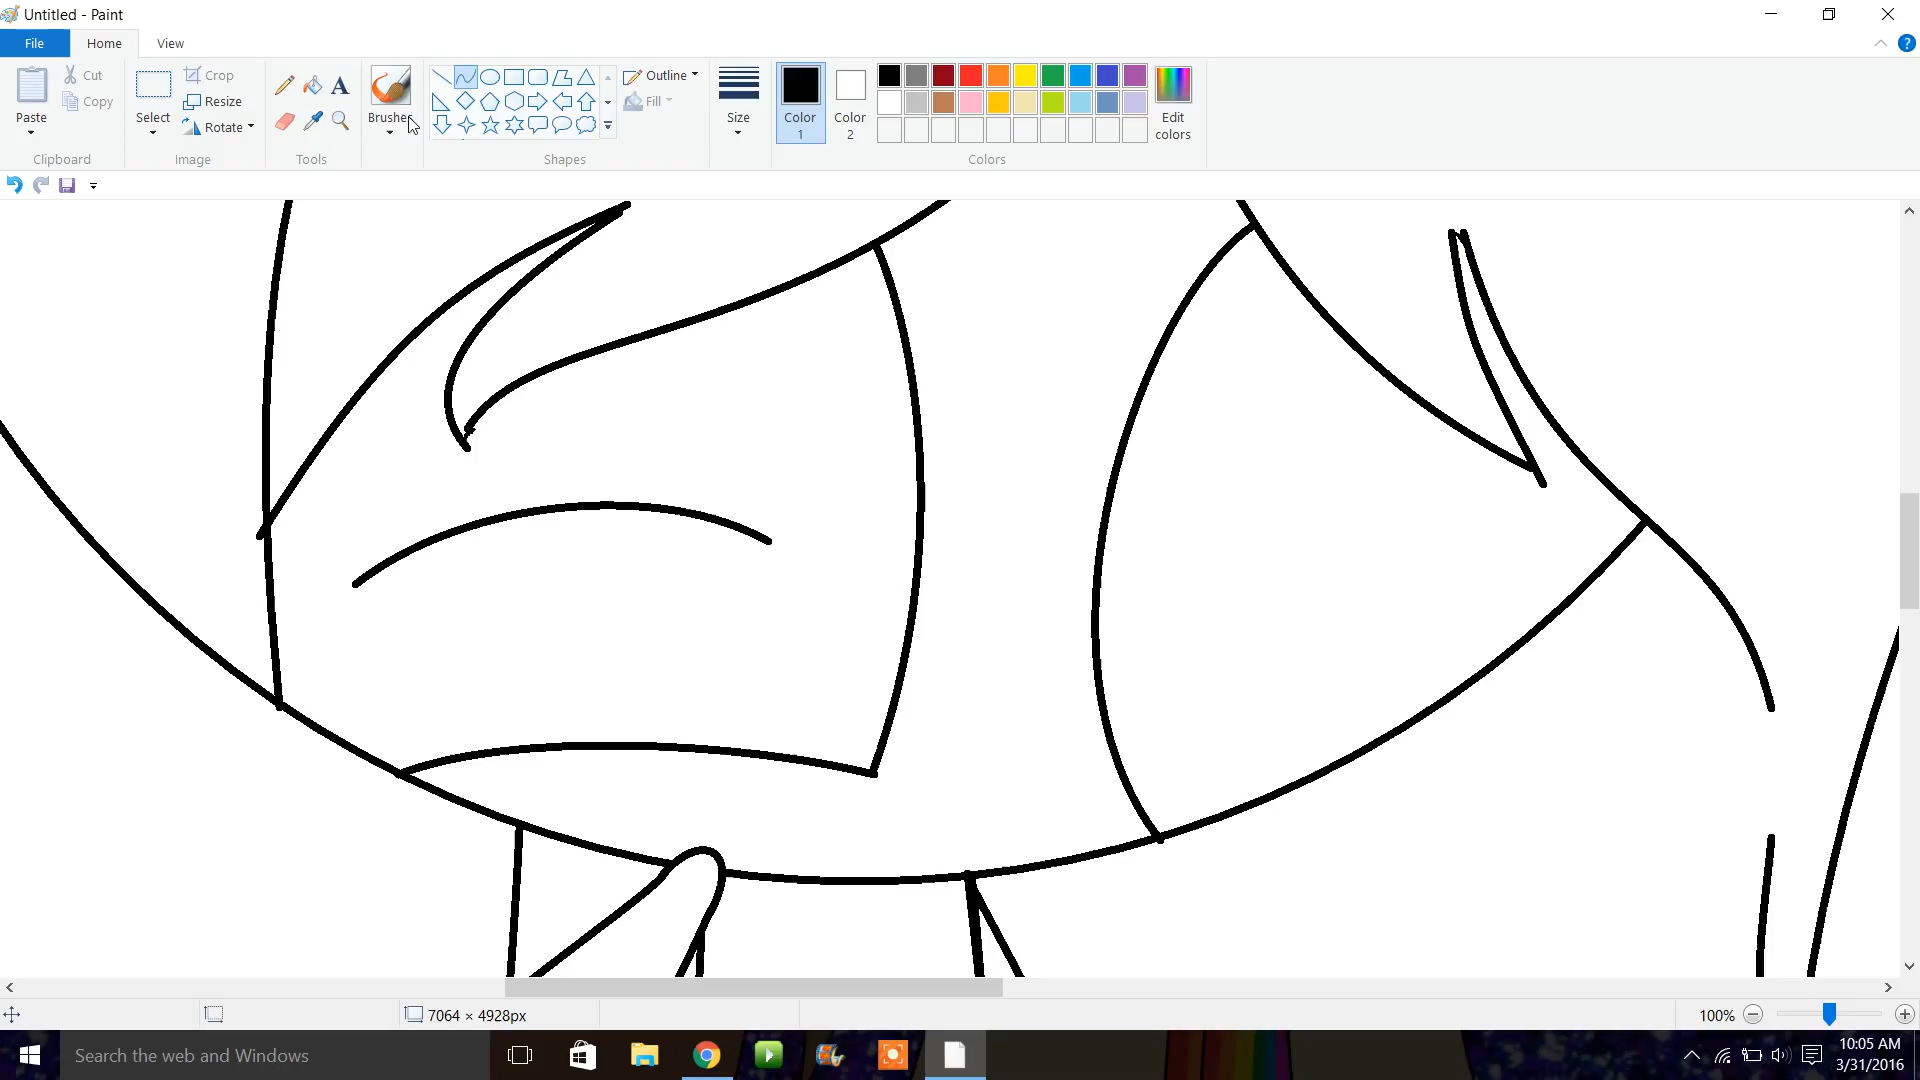 Untitled - Paint
File
Home
View
Paste
Cut
Copy
Clipboard
Select
Crop
Resize
Rotate
Image
A
Tools
Brushes
Outline
Fill
Shapes
Size
Color
1
Color
2
Edit
colors
Colors
?
7064 × 4928px
100%
Search the web and Windows
10:05 AM
3/31/2016